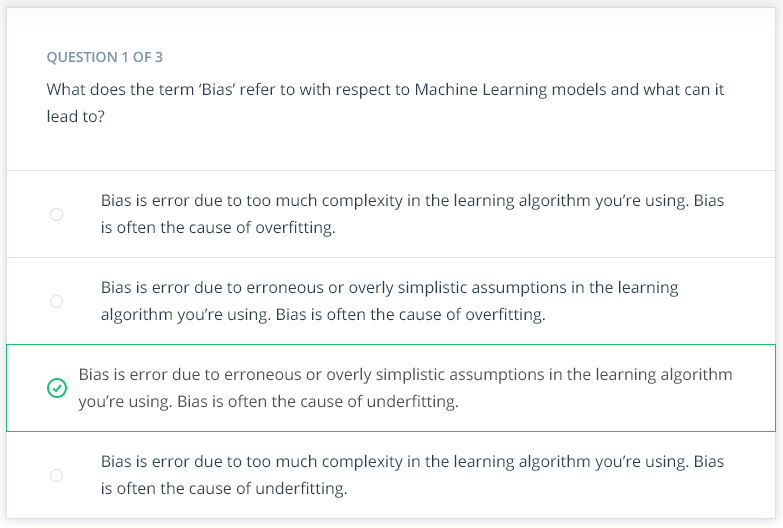 QUESTION 1 OF 3
What does the term ‘Bias’ refer to with respect to Machine Learning models and what can it
lead to?
Bias is error due to too much complexity in the learning algorithm you’re using. Bias
is often the cause of overfitting.
Bias is error due to erroneous or overly simplistic assumptions in the learning
algorithm you’re using. Bias is often the cause of overfitting.
Bias is error due to erroneous or overly simplistic assumptions in the learning algorithm
you’re using. Bias is often the cause of underfitting.
Bias is error due to too much complexity in the learning algorithm you’re using. Bias
is often the cause of underfitting.